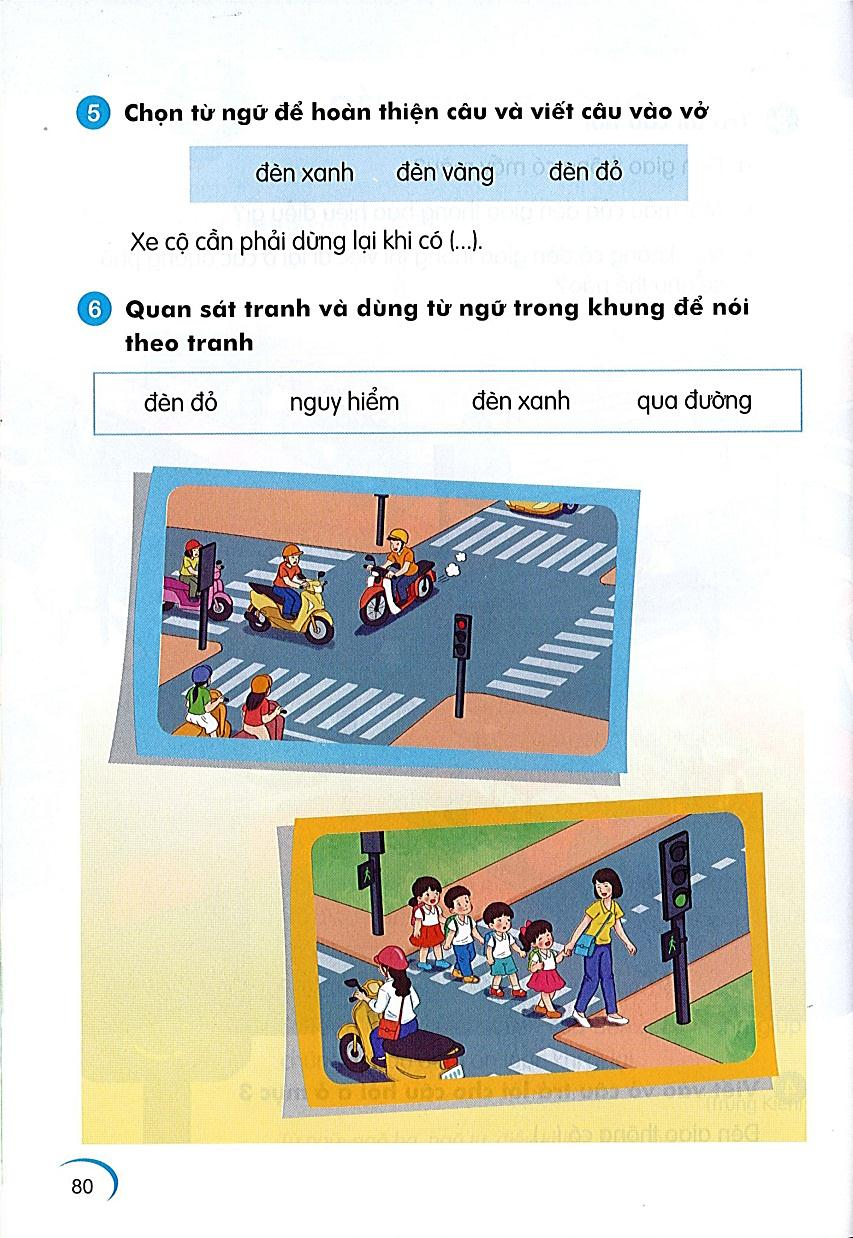 5 Chọn từ ngữ để hoàn thiện câu và viết câu vào vở
đèn xanh đèn vàng đèn đỏ
Xe cộ cần phải dừng lại khi có (...).
6 Quan sát tranh và dùng từ ngữ trong khung để nói
theo tranh
đèn đỏ nguy hiểm đèn xanh qua đường
80